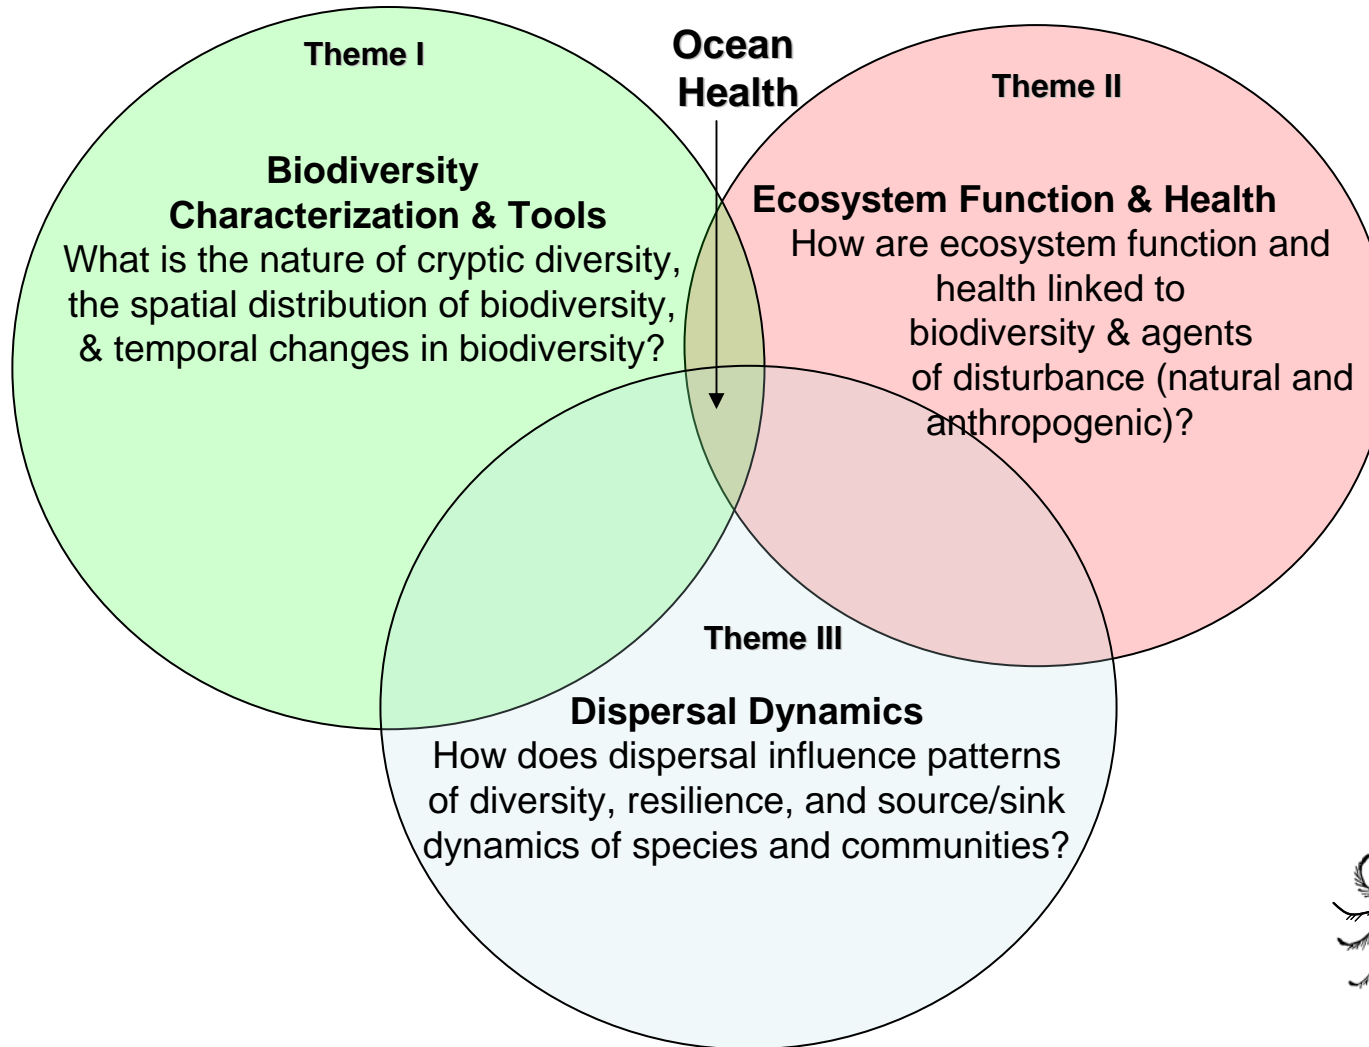 Theme I
Biodiversity
Characterization & Tools
What is the nature of cryptic diversity,
the spatial distribution of biodiversity,
& temporal changes in biodiversity?
Ocean
Health
Theme II
Ecosystem Function & Health
How are ecosystem function and
health linked to
biodiversity & agents
of disturbance (natural and
anthropogenic)?
Theme III
Dispersal Dynamics
How does dispersal influence patterns
of diversity, resilience, and source/sink
dynamics of species and communities?